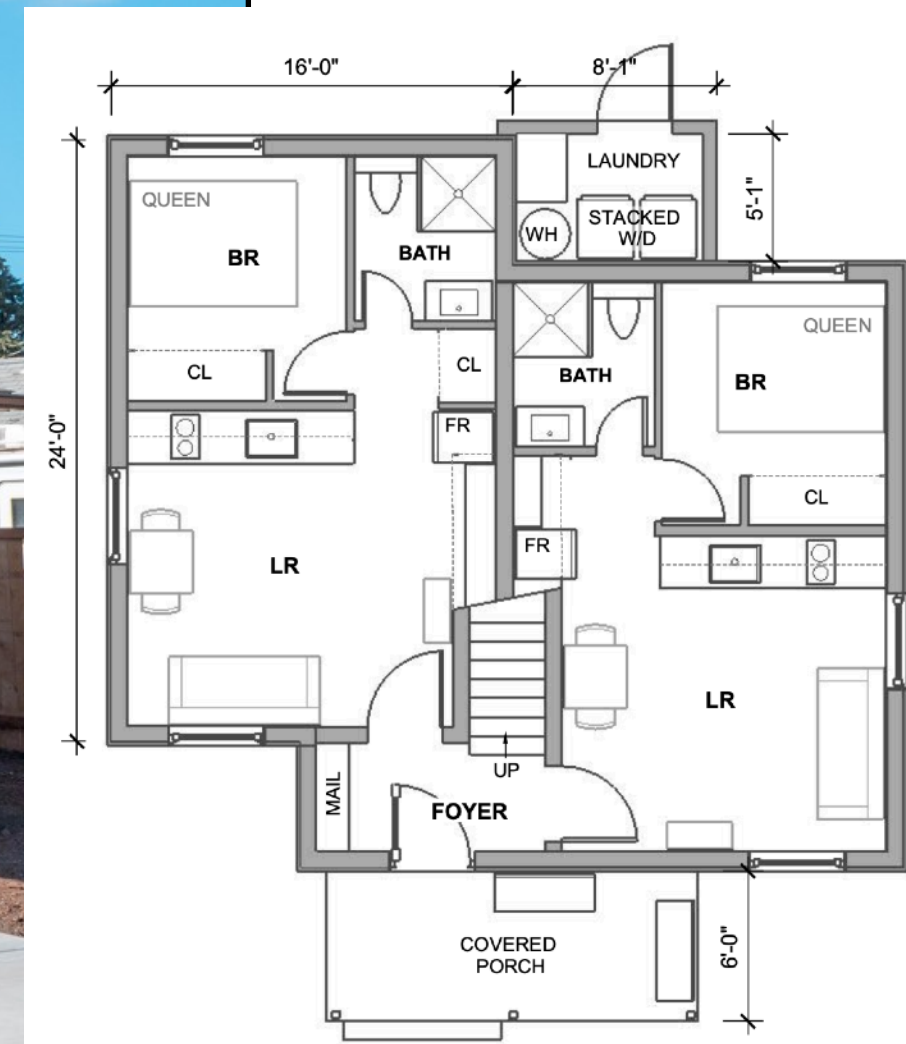 16'-0"
8'-1"
LAUNDRY
5'-1"
QUEEN
STACKED
W/D
WH
BR
BATH
QUEEN
CL
CL
BATH
BR
24'-0"
FR
CL
FR
LR
LR
UP
MAIL
FOYER
COVERED
PORCH
6'-0"